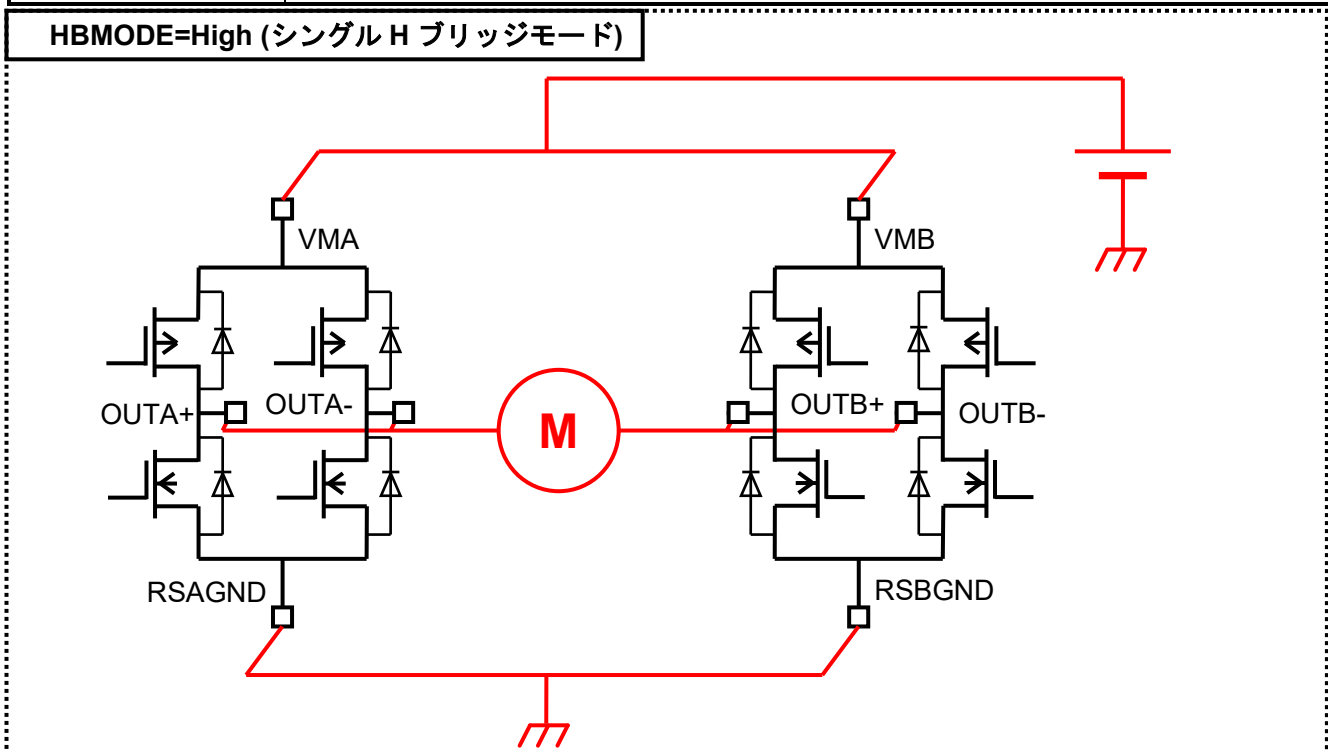 HBMODE=High (シングル H ブリッジモード)
VMA
VMB
OUTA+
OUTA-
M
OUTB+
OUTB-
RSAGND
RSBGND